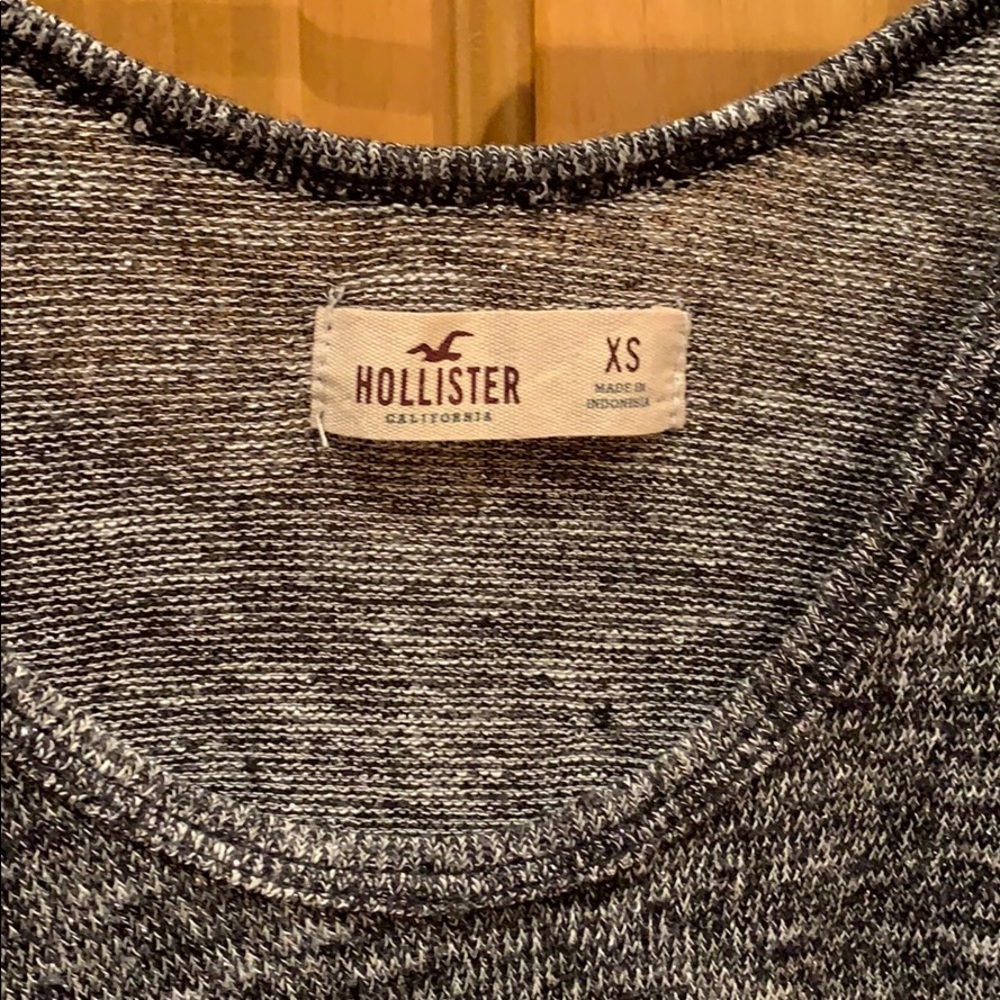 HOLLISTER
CALIFORNIA
XS
MADE IN
INDONESIA